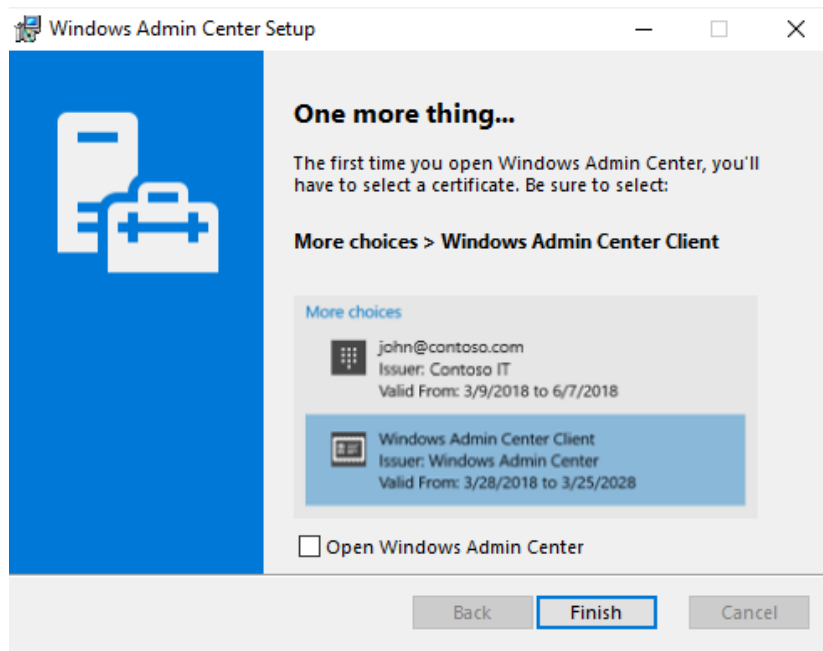 Windows Admin Center Setup
One more thing...
The first time you open Windows Admin Center, you'll
have to select a certificate. Be sure to select:
More choices > Windows Admin Center Client
More choices
john@contoso.com
Issuer: Contoso IT
Valid From: 3/9/2018 to 6/7/2018
Windows Admin Center Client
Issuer: Windows Admin Center
Valid From: 3/28/2018 to 3/25/2028
Open Windows Admin Center
Back
Finish
Cancel